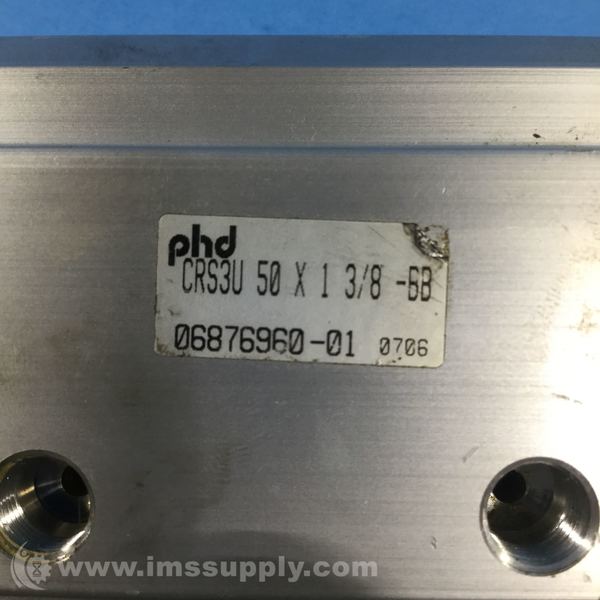 phd
CRS3U 50 X 1 3/8 -BB
06876960-01 0706
www.imssupply.com